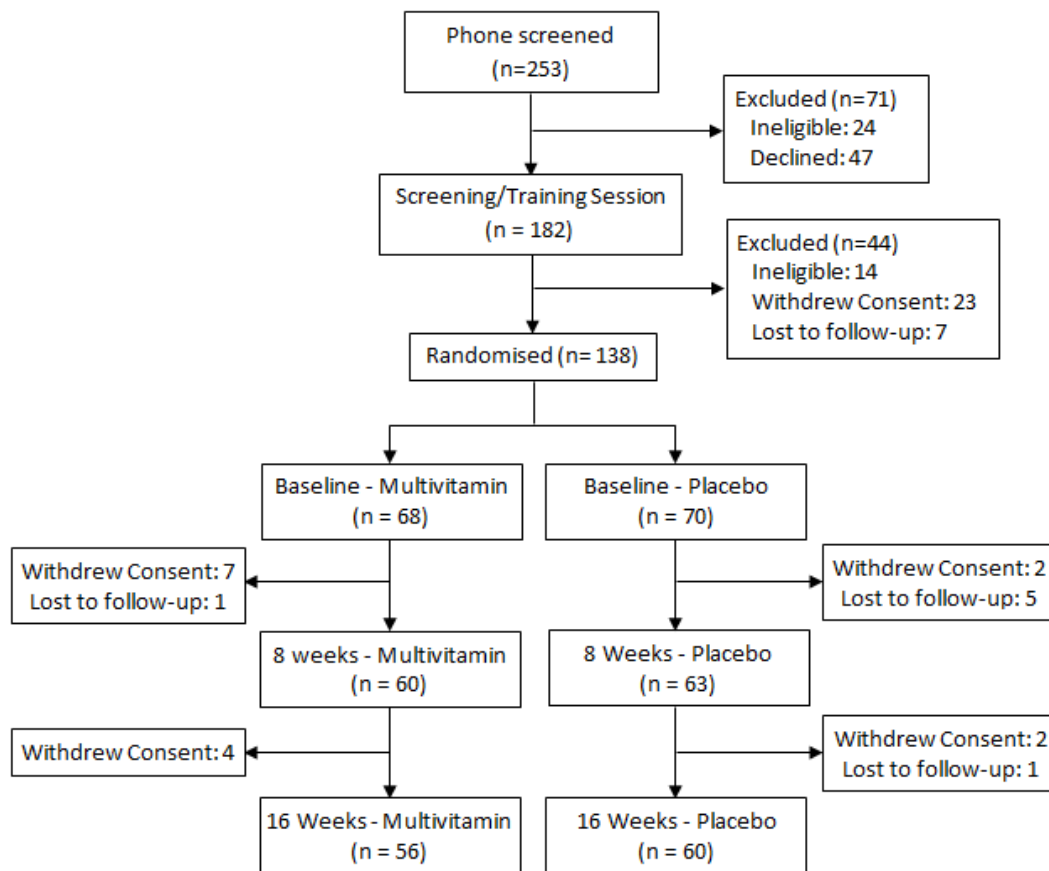 Phone screened
(n=253)
Excluded (n=71)
Ineligible: 24
Declined: 47
Screening/Training Session
(n = 182)
Excluded (n=44)
Ineligible: 14
Withdrew Consent: 23
Lost to follow-up: 7
Randomised (n= 138)
Baseline - Multivitamin
(n = 68)
Baseline - Placebo
(n = 70)
Withdrew Consent: 7
Lost to follow-up: 1
Withdrew Consent: 2
Lost to follow-up: 5
8 weeks - Multivitamin
(n = 60)
8 Weeks - Placebo
(n = 63)
Withdrew Consent: 4
Withdrew Consent: 2
Lost to follow-up: 1
16 Weeks - Multivitamin
(n = 56)
16 Weeks - Placebo
(n = 60)